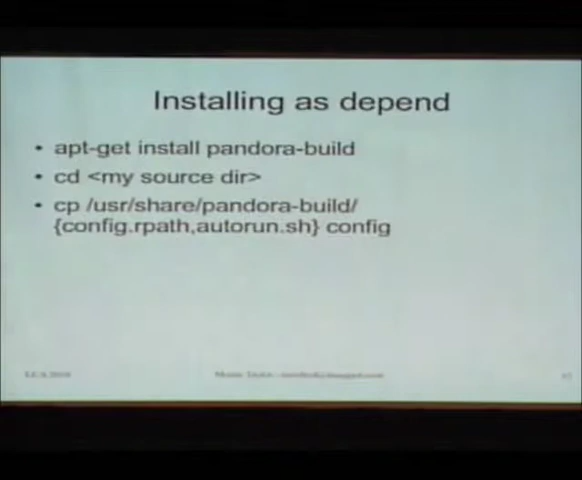 Installing as depend
• apt-get install pandora-build
• cd <my source dir>
• cp /usr/share/pandora-build/
{config.rpath,autorun.sh} config